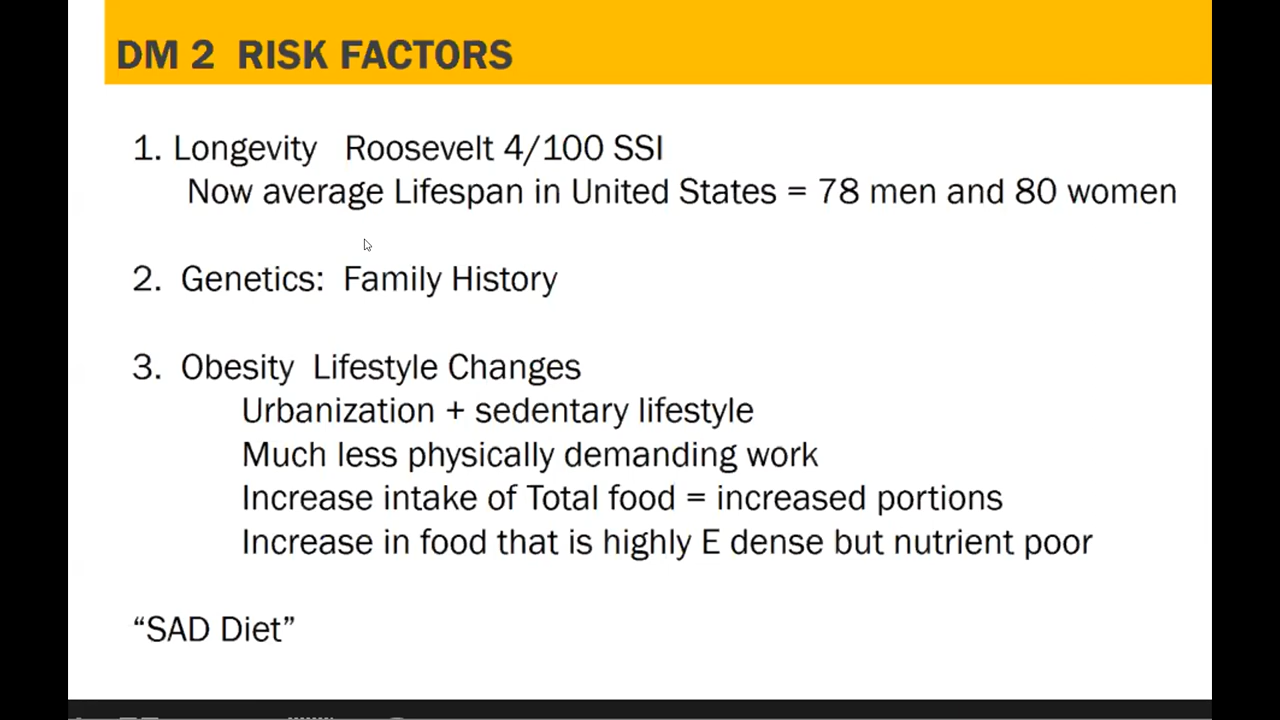 DM 2 RISK FACTORS
1. Longevity Roosevelt 4/100 SSI
Now average Lifespan in United States = 78 men and 80 women
2. Genetics: Family History
3. Obesity Lifestyle Changes
Urbanization + sedentary lifestyle
Much less physically demanding work
Increase intake of Total food = increased portions
Increase in food that is highly E dense but nutrient poor
“SAD Diet”